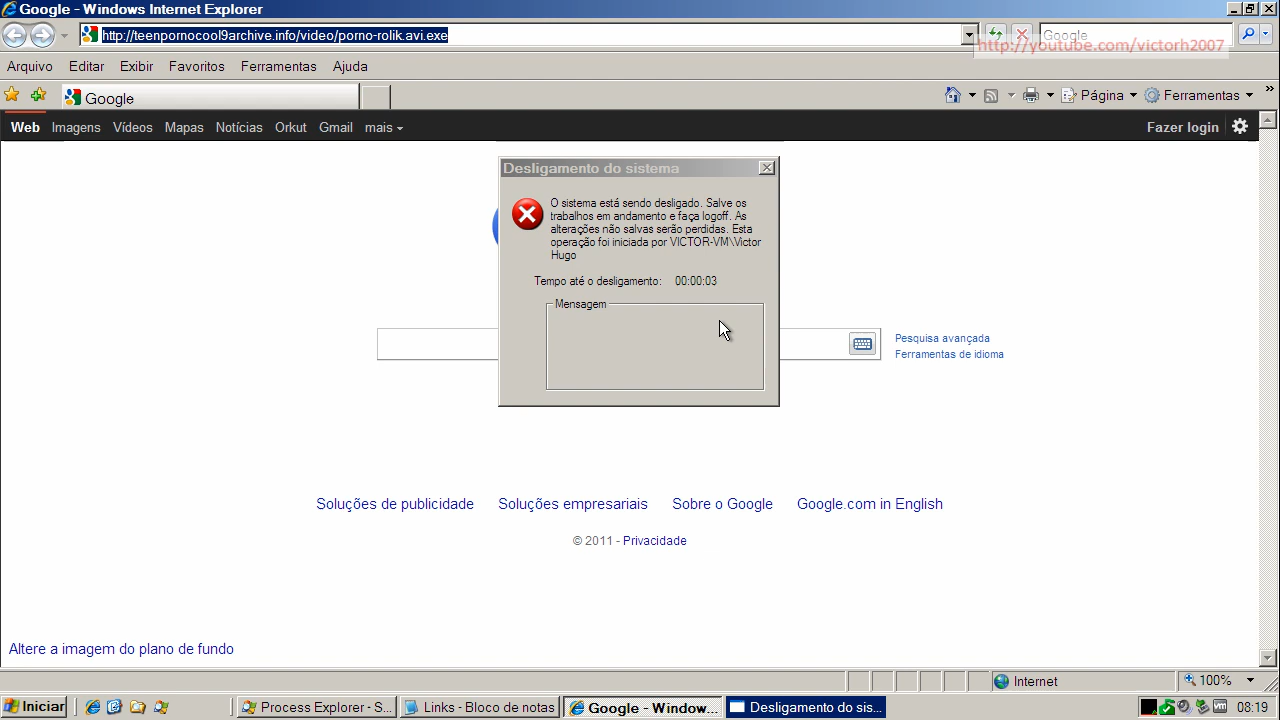 Google - Windows Internet Explorer
http://teenpornocool9archive.info/video/porno-rolik.avi.exe
Google
http://youtube.com/victorh2007
Arquivo Editar Exibir Favoritos Ferramentas Ajuda
Google
Página Ferramentas »
Web Imagens Vídeos Mapas Notícias Orkut Gmail mais
Fazer login
Desligamento do sistema
O sistema está sendo desligado. Salve os
trabalhos em andamento e faça logoff. As
alterações não salvas serão perdidas. Esta
operação foi iniciada por VICTOR-VM\Victor
Hugo
Tempo até o desligamento: 00:00:03
Mensagem
Pesquisa avançada
Ferramentas de idioma
Soluções de publicidade Soluções empresariais Sobre o Google Google.com in English
© 2011 - Privacidade
Altere a imagem do plano de fundo
Internet
100%
Iniciar
Process Explorer - S...
Links - Bloco de notas
Google - Window...
Desligamento do sis...
08:19